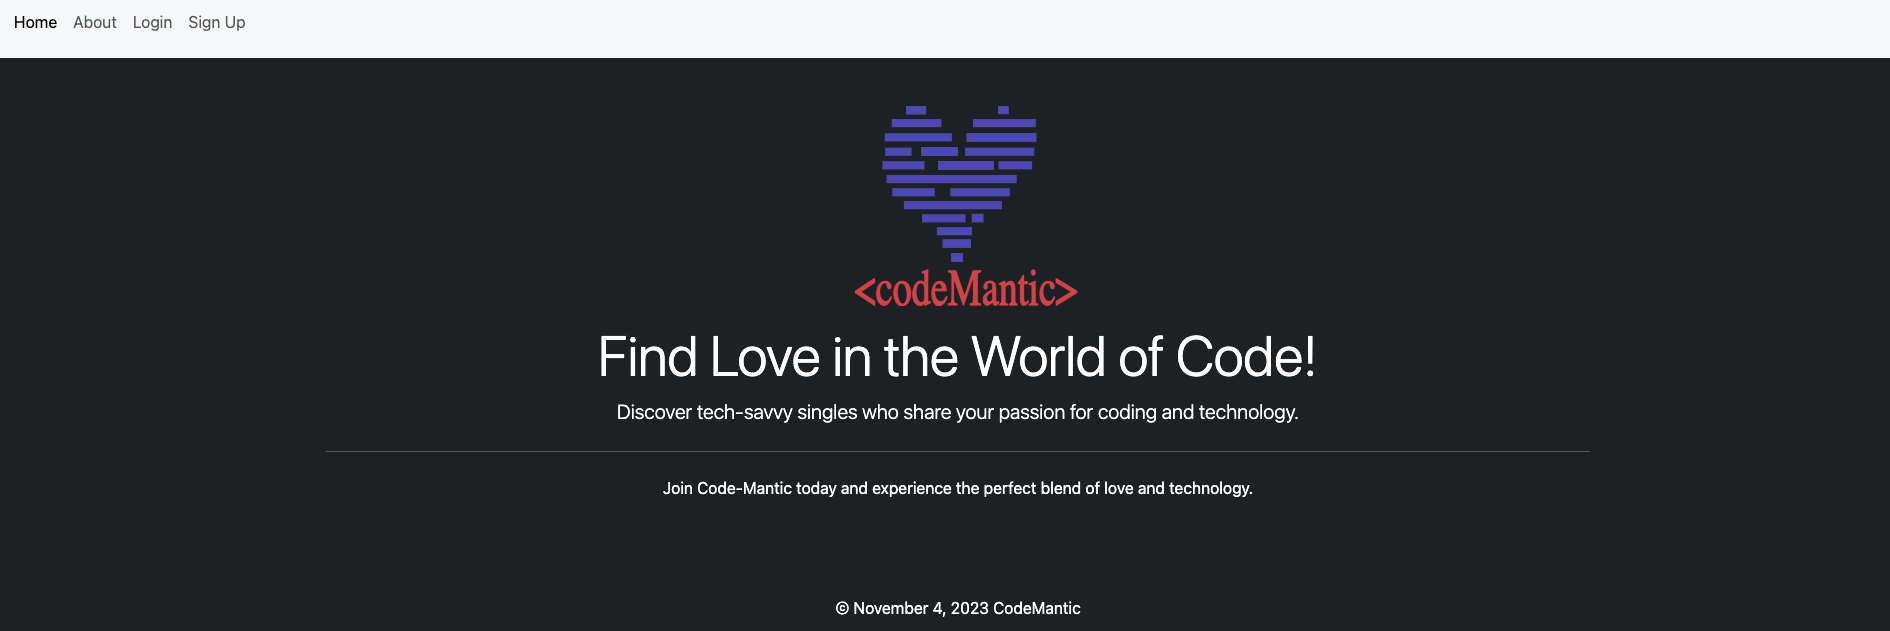 Home About Login Sign Up
<codeMantic>
Find Love in the World of Code!
Discover tech-savvy singles who share your passion for coding and technology.
Join Code-Mantic today and experience the perfect blend of love and technology.
© November 4, 2023 CodeMantic